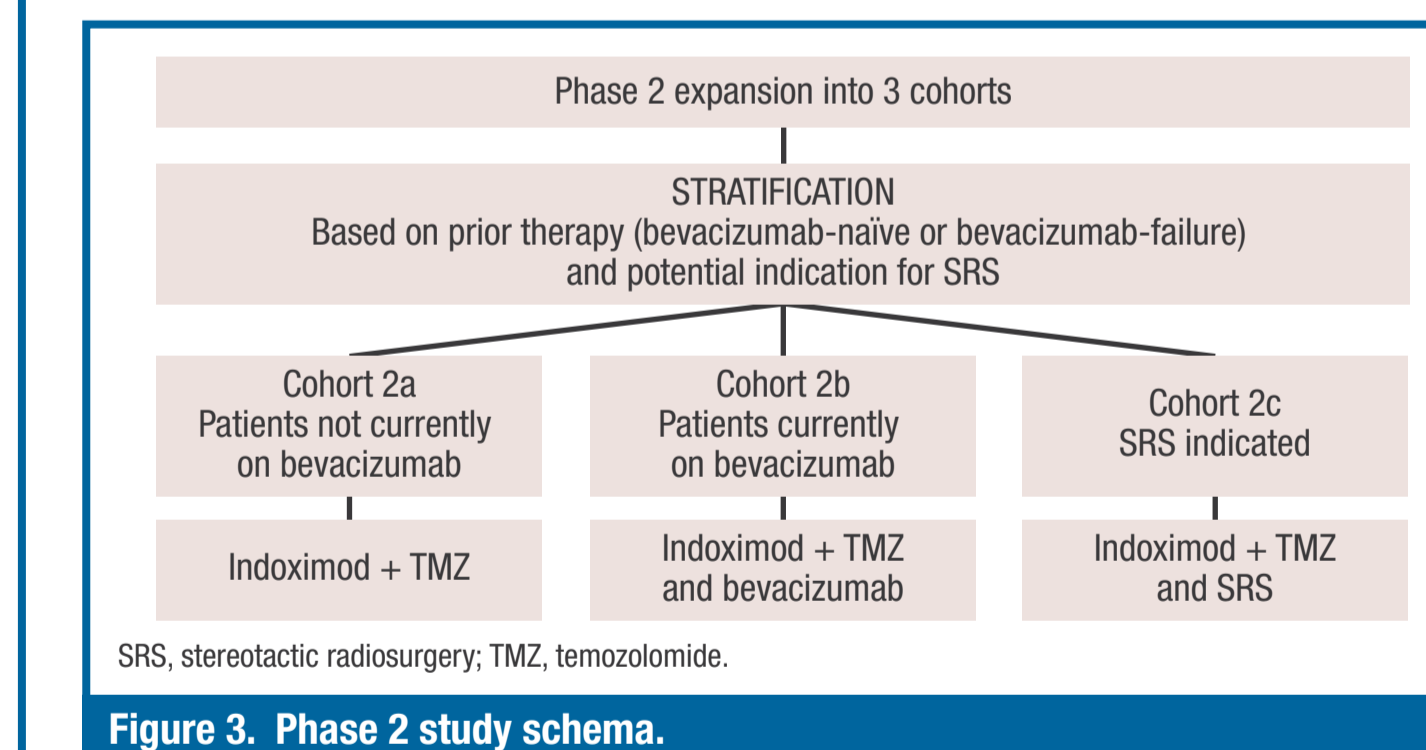 Phase 2 expansion into 3 cohorts
STRATIFICATION
Based on prior therapy (bevacizumab-naïve or bevacizumab-failure)
and potential indication for SRS
Cohort 2a
Patients not currently
on bevacizumab
Cohort 2b
Patients currently
on bevacizumab
Cohort 2c
SRS indicated
Indoximod + TMZ
Indoximod + TMZ
and bevacizumab
Indoximod + TMZ
and SRS
SRS, stereotactic radiosurgery; TMZ, temozolomide.
Figure 3. Phase 2 study schema.